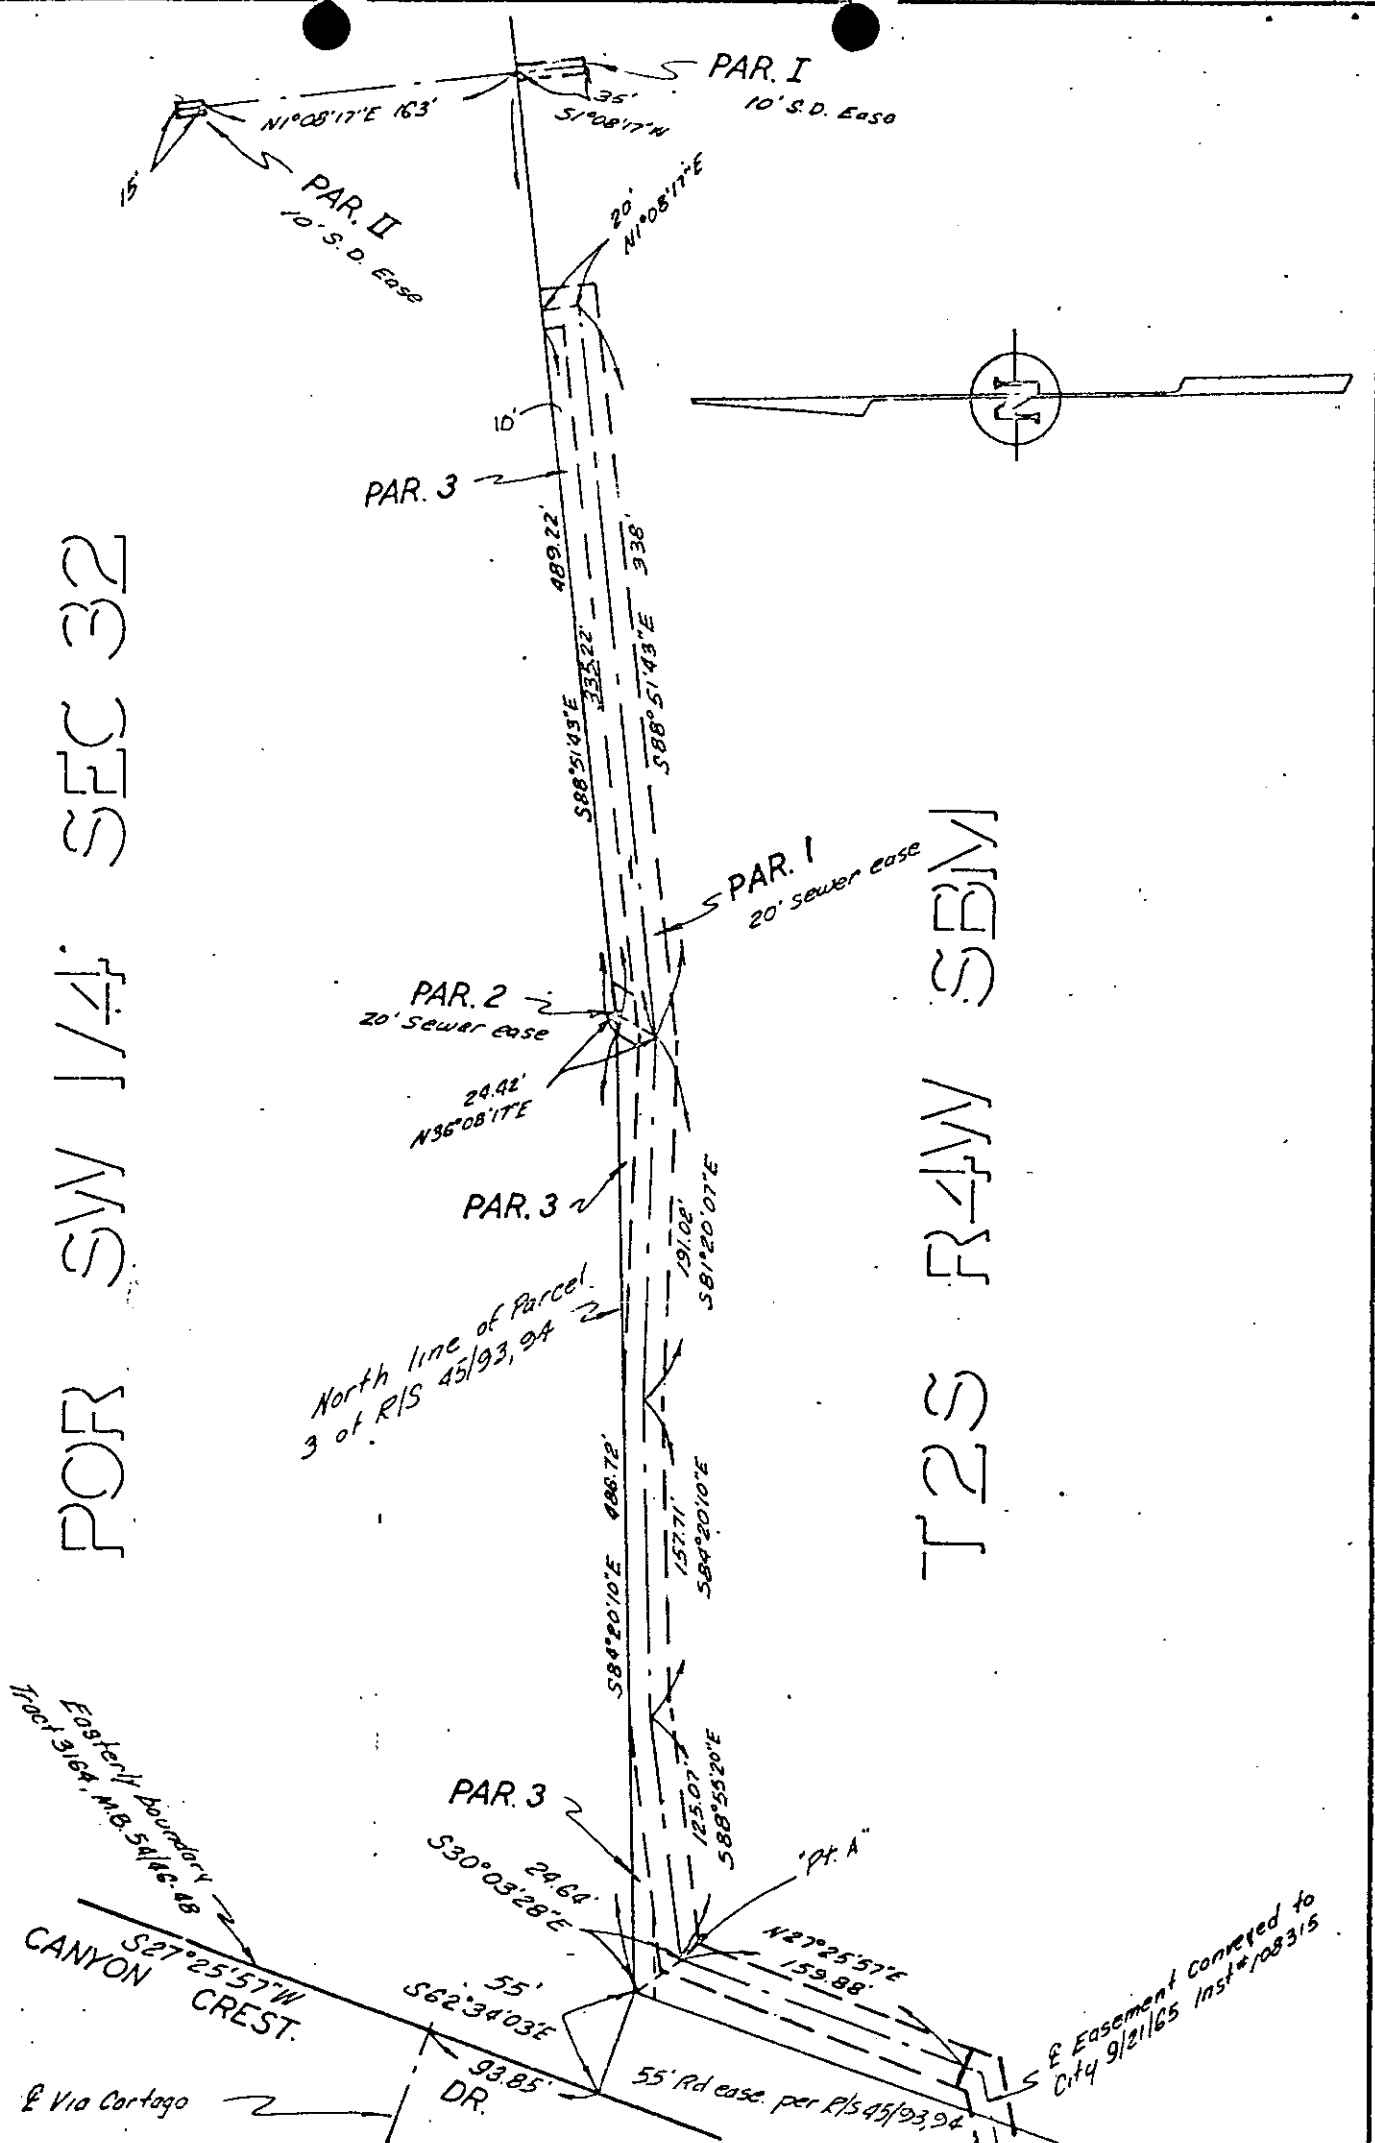 PAR. I
10' S.D. Ease
35'
S1°08'17"W
N1°08'17"E 163'
15'
PAR. II
10' S.D. Ease
20'
N1°08'17"E
N
10'
PAR. 3
489.22'
S88°51'43"E
335.22'
338'
S88°51'43"E
POR SW 1/4 SEC 32
T2S R4W SBM
PAR. 1
20' sewer ease
PAR. 2
20' sewer ease
24.42'
N36°08'17"E
PAR. 3
191.02'
S81°20'07"E
North line of Parcel
3 of R/S 45/93,94
S84°20'10"E 486.72'
157.71'
S84°20'10"E
Easterly boundary
Tract 3164, M.B. 54/46-48
PAR. 3
S30°03'28"E
24.64'
125.07'
S88°55'20"E
"Pt. A"
N27°25'57"E
159.88'
CANYON CREST DR.
S27°25'57"W
55'
S62°34'03"E
93.85'
℄ Via Cartago
55' Rd ease. per R/S 45/93,94
℄ Easement conveyed to
City 9/21/65 Inst #108315